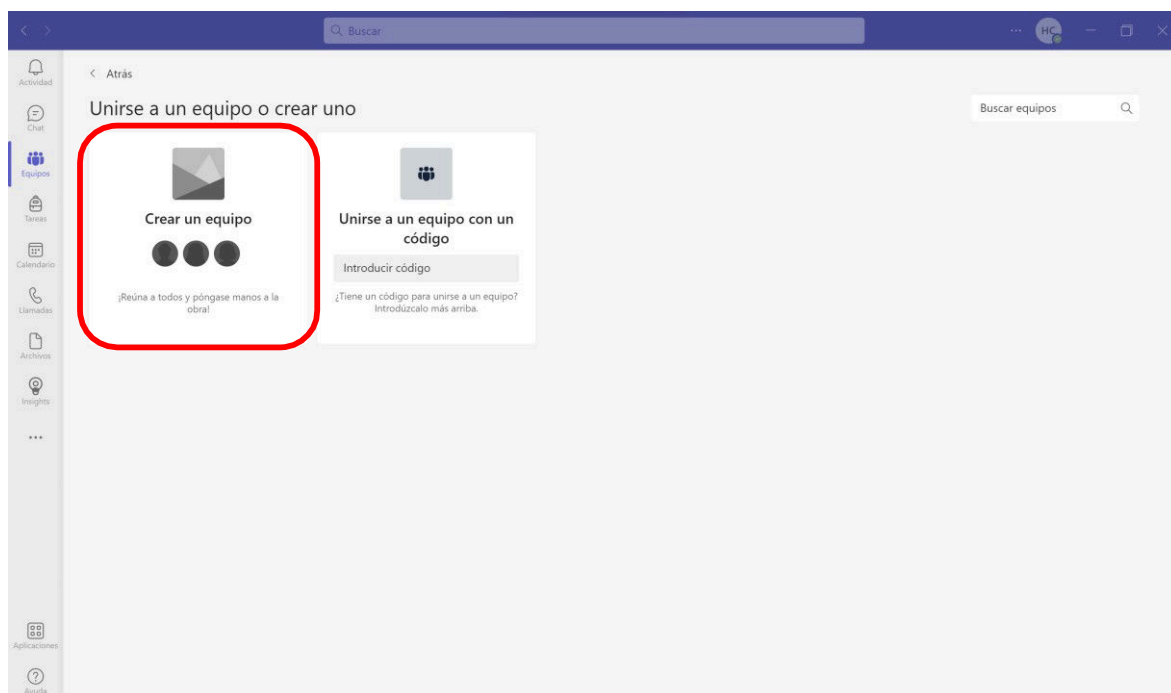 Buscar
HC
Actividad
Chat
Equipos
Tareas
Calendario
Llamadas
Archivos
Insights
Aplicaciones
Ayuda
Atrás
Unirse a un equipo o crear uno
Buscar equipos
Crear un equipo
¡Reúna a todos y póngase manos a la
obra!
Unirse a un equipo con un
código
Introducir código
¿Tiene un código para unirse a un equipo?
Introdúzcalo más arriba.